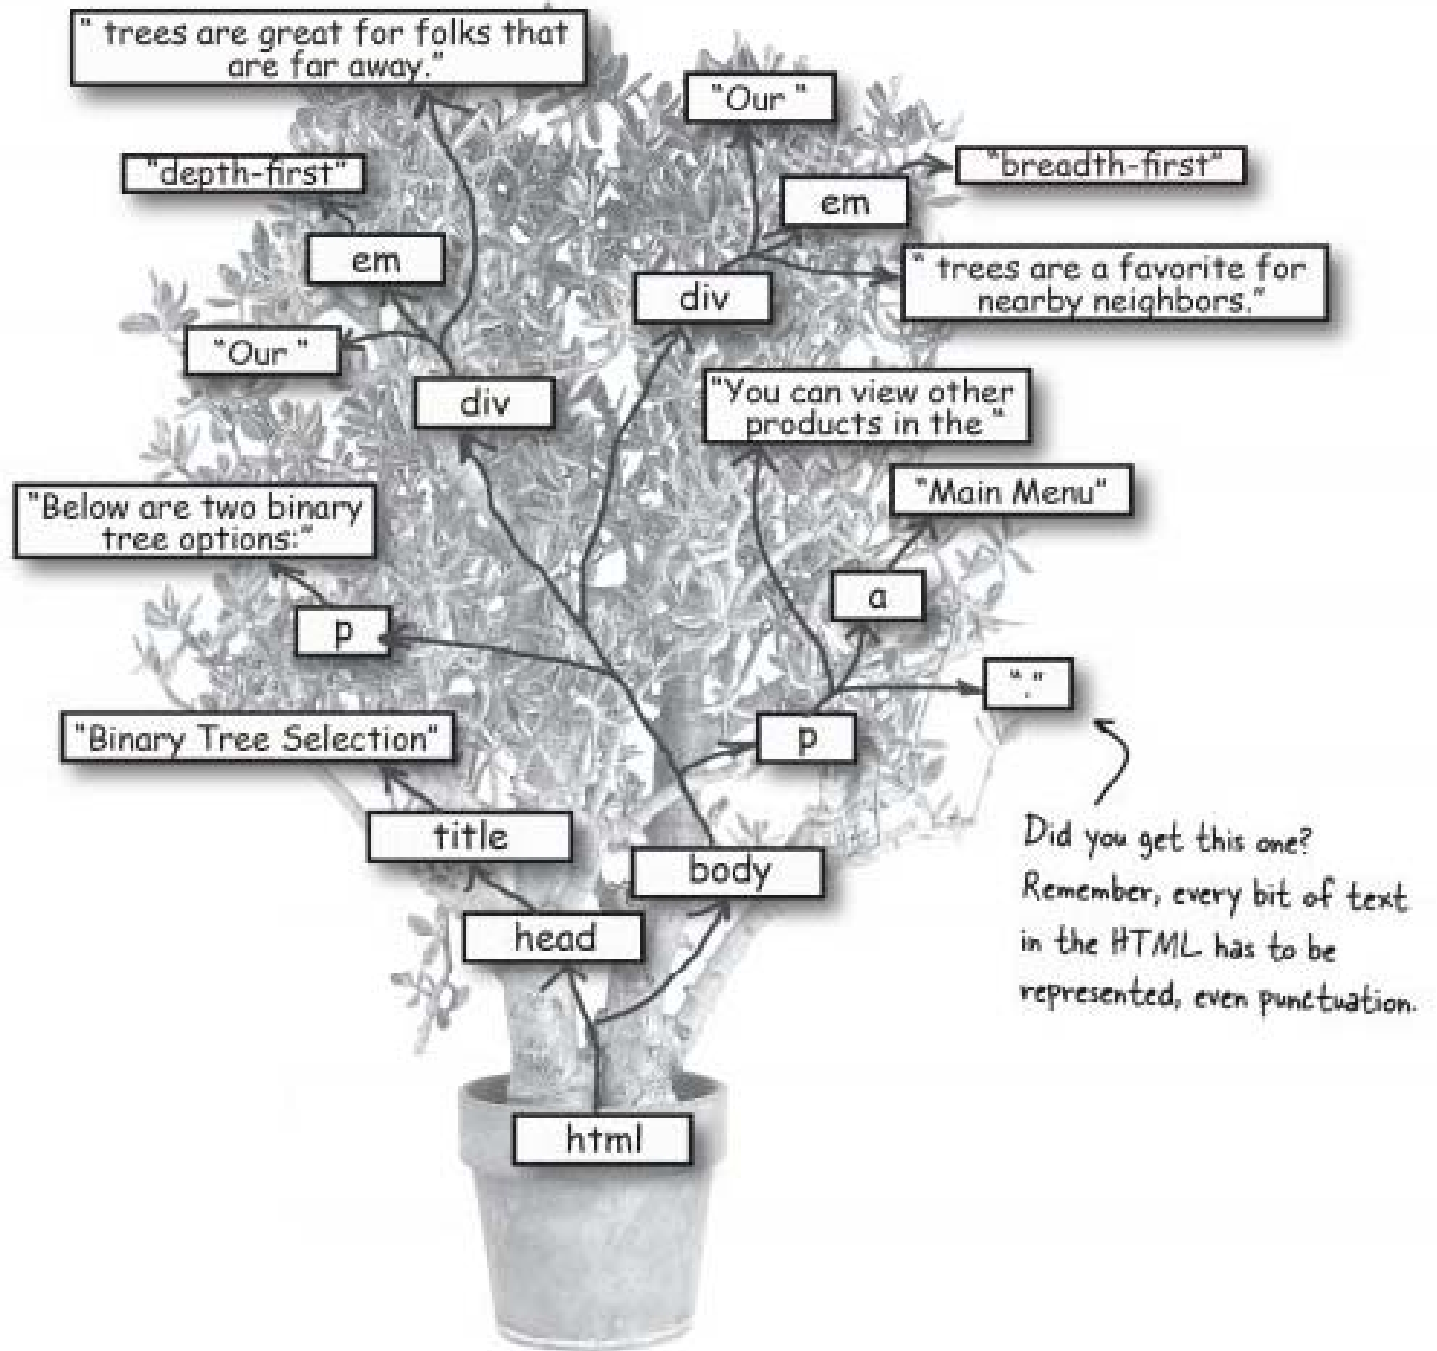 " trees are great for folks that
are far away."
"Our "
"depth-first"
"breadth-first"
em
em
" trees are a favorite for
nearby neighbors."
div
"Our "
div
"You can view other
products in the "
"Main Menu"
"Below are two binary
tree options:"
a
p
"."
"Binary Tree Selection"
p
title
body
Did you get this one?
Remember, every bit of text
in the HTML has to be
represented, even punctuation.
head
html